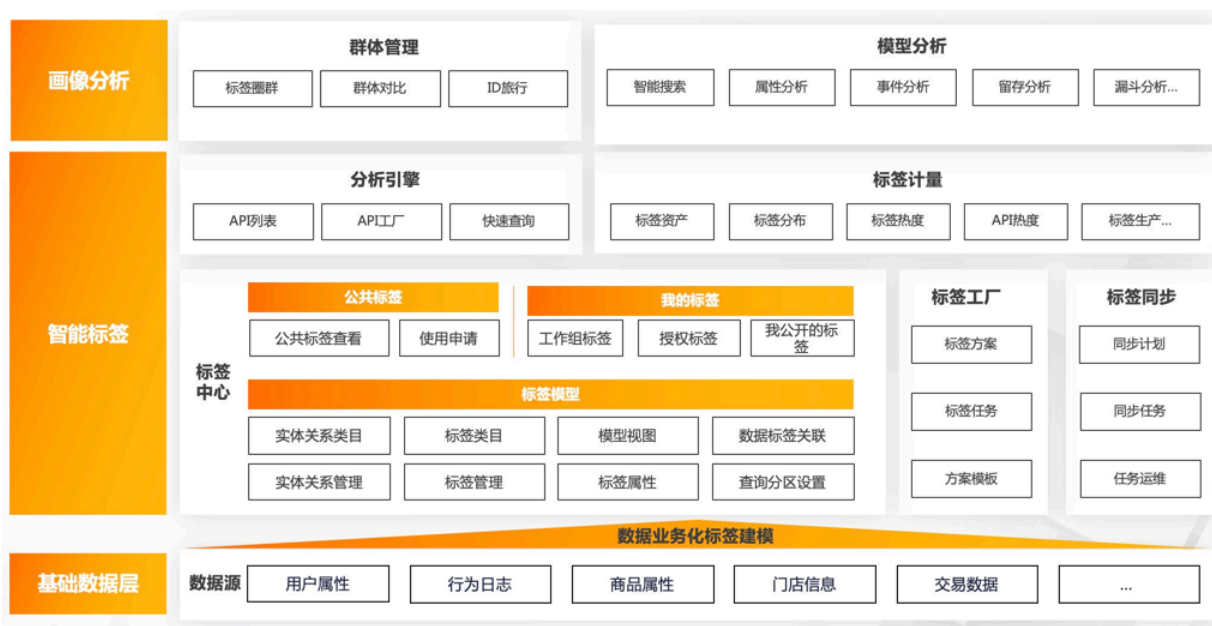 画像分析
群体管理
标签圈群
群体对比
ID旅行
模型分析
智能搜索
属性分析
事件分析
留存分析
漏斗分析...
智能标签
分析引擎
API列表
API工厂
快速查询
标签计量
标签资产
标签分布
标签热度
API热度
标签生产...
标签
中心
公共标签
公共标签查看
使用申请
我的标签
工作组标签
授权标签
我公开的标
签
标签模型
实体关系类目
标签类目
模型视图
数据标签关联
实体关系管理
标签管理
标签属性
查询分区设置
标签工厂
标签方案
标签任务
方案模板
标签同步
同步计划
同步任务
任务运维
数据业务化标签建模
基础数据层
数据源
用户属性
行为日志
商品属性
门店信息
交易数据
...